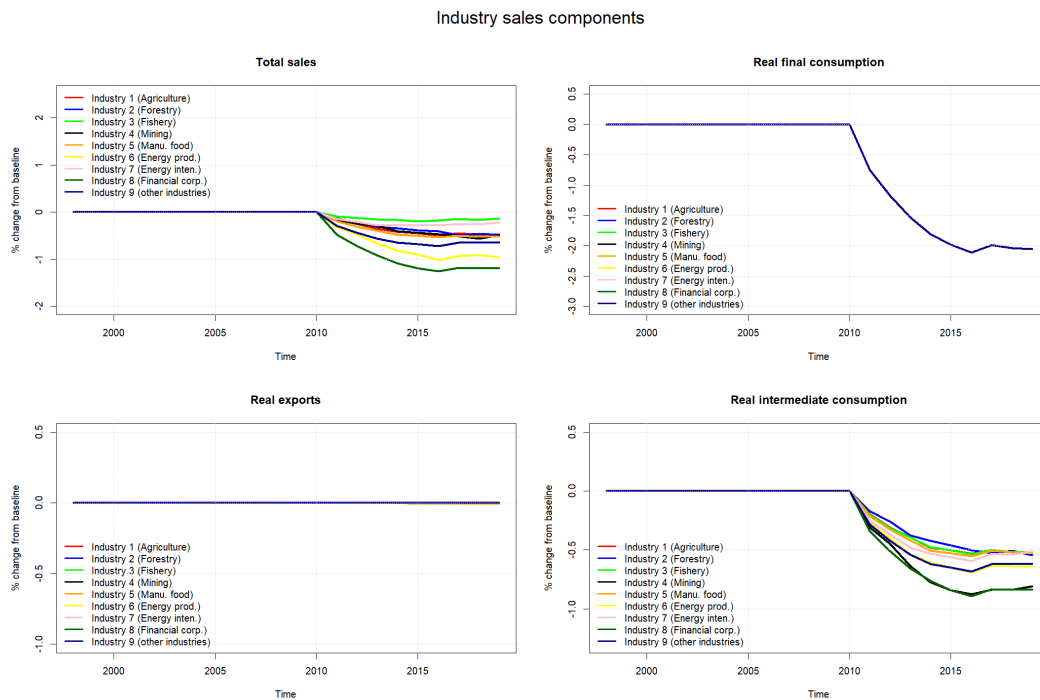 Industry sales components
Total sales
% change from baseline
2
1
0
-1
-2
Industry 1 (Agriculture)
Industry 2 (Forestry)
Industry 3 (Fishery)
Industry 4 (Mining)
Industry 5 (Manu. food)
Industry 6 (Energy prod.)
Industry 7 (Energy inten.)
Industry 8 (Financial corp.)
Industry 9 (other industries)
2000 2005 2010 2015
Time
Real final consumption
% change from baseline
0.5
0.0
-0.5
-1.0
-1.5
-2.0
-2.5
-3.0
Industry 1 (Agriculture)
Industry 2 (Forestry)
Industry 3 (Fishery)
Industry 4 (Mining)
Industry 5 (Manu. food)
Industry 6 (Energy prod.)
Industry 7 (Energy inten.)
Industry 8 (Financial corp.)
Industry 9 (other industries)
2000 2005 2010 2015
Time
Real exports
% change from baseline
0.5
0.0
-0.5
-1.0
Industry 1 (Agriculture)
Industry 2 (Forestry)
Industry 3 (Fishery)
Industry 4 (Mining)
Industry 5 (Manu. food)
Industry 6 (Energy prod.)
Industry 7 (Energy inten.)
Industry 8 (Financial corp.)
Industry 9 (other industries)
2000 2005 2010 2015
Time
Real intermediate consumption
% change from baseline
0.5
0.0
-0.5
-1.0
Industry 1 (Agriculture)
Industry 2 (Forestry)
Industry 3 (Fishery)
Industry 4 (Mining)
Industry 5 (Manu. food)
Industry 6 (Energy prod.)
Industry 7 (Energy inten.)
Industry 8 (Financial corp.)
Industry 9 (other industries)
2000 2005 2010 2015
Time